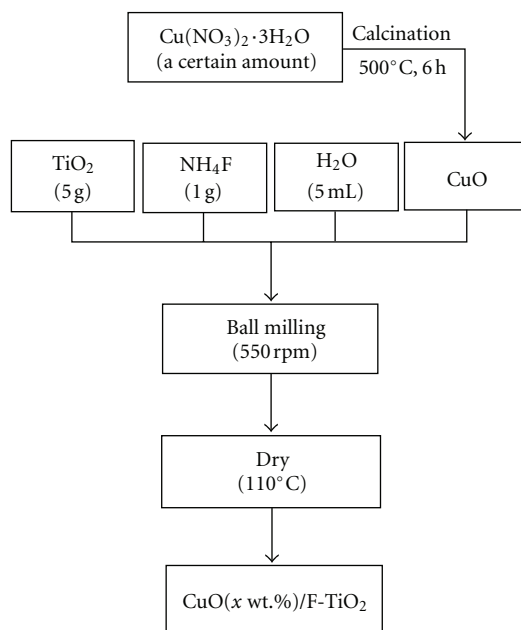 Cu(NO₃)₂·3H₂O
(a certain amount)
Calcination
500°C, 6 h
TiO₂
(5 g)
NH₄F
(1 g)
H₂O
(5 mL)
CuO
Ball milling
(550 rpm)
Dry
(110°C)
CuO(x wt.%)/F-TiO₂